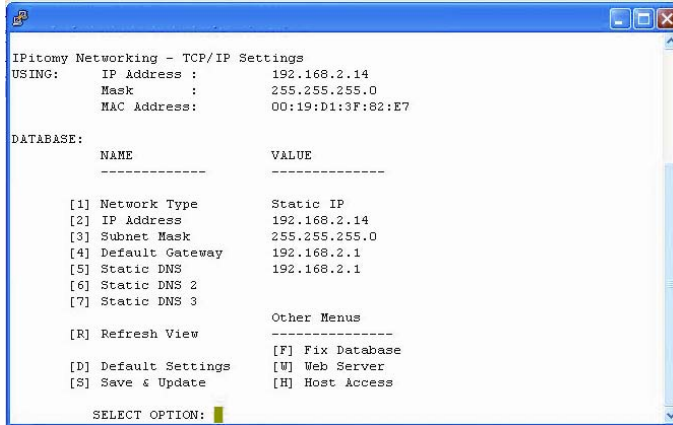 IPitomy Networking - TCP/IP Settings
USING: IP Address : 192.168.2.14
Mask : 255.255.255.0
MAC Address: 00:19:D1:3F:82:E7
DATABASE:
NAME VALUE
------------- --------------
[1] Network Type Static IP
[2] IP Address 192.168.2.14
[3] Subnet Mask 255.255.255.0
[4] Default Gateway 192.168.2.1
[5] Static DNS 192.168.2.1
[6] Static DNS 2
[7] Static DNS 3
Other Menus
[R] Refresh View ---------------
[F] Fix Database
[D] Default Settings [W] Web Server
[S] Save & Update [H] Host Access
SELECT OPTION: